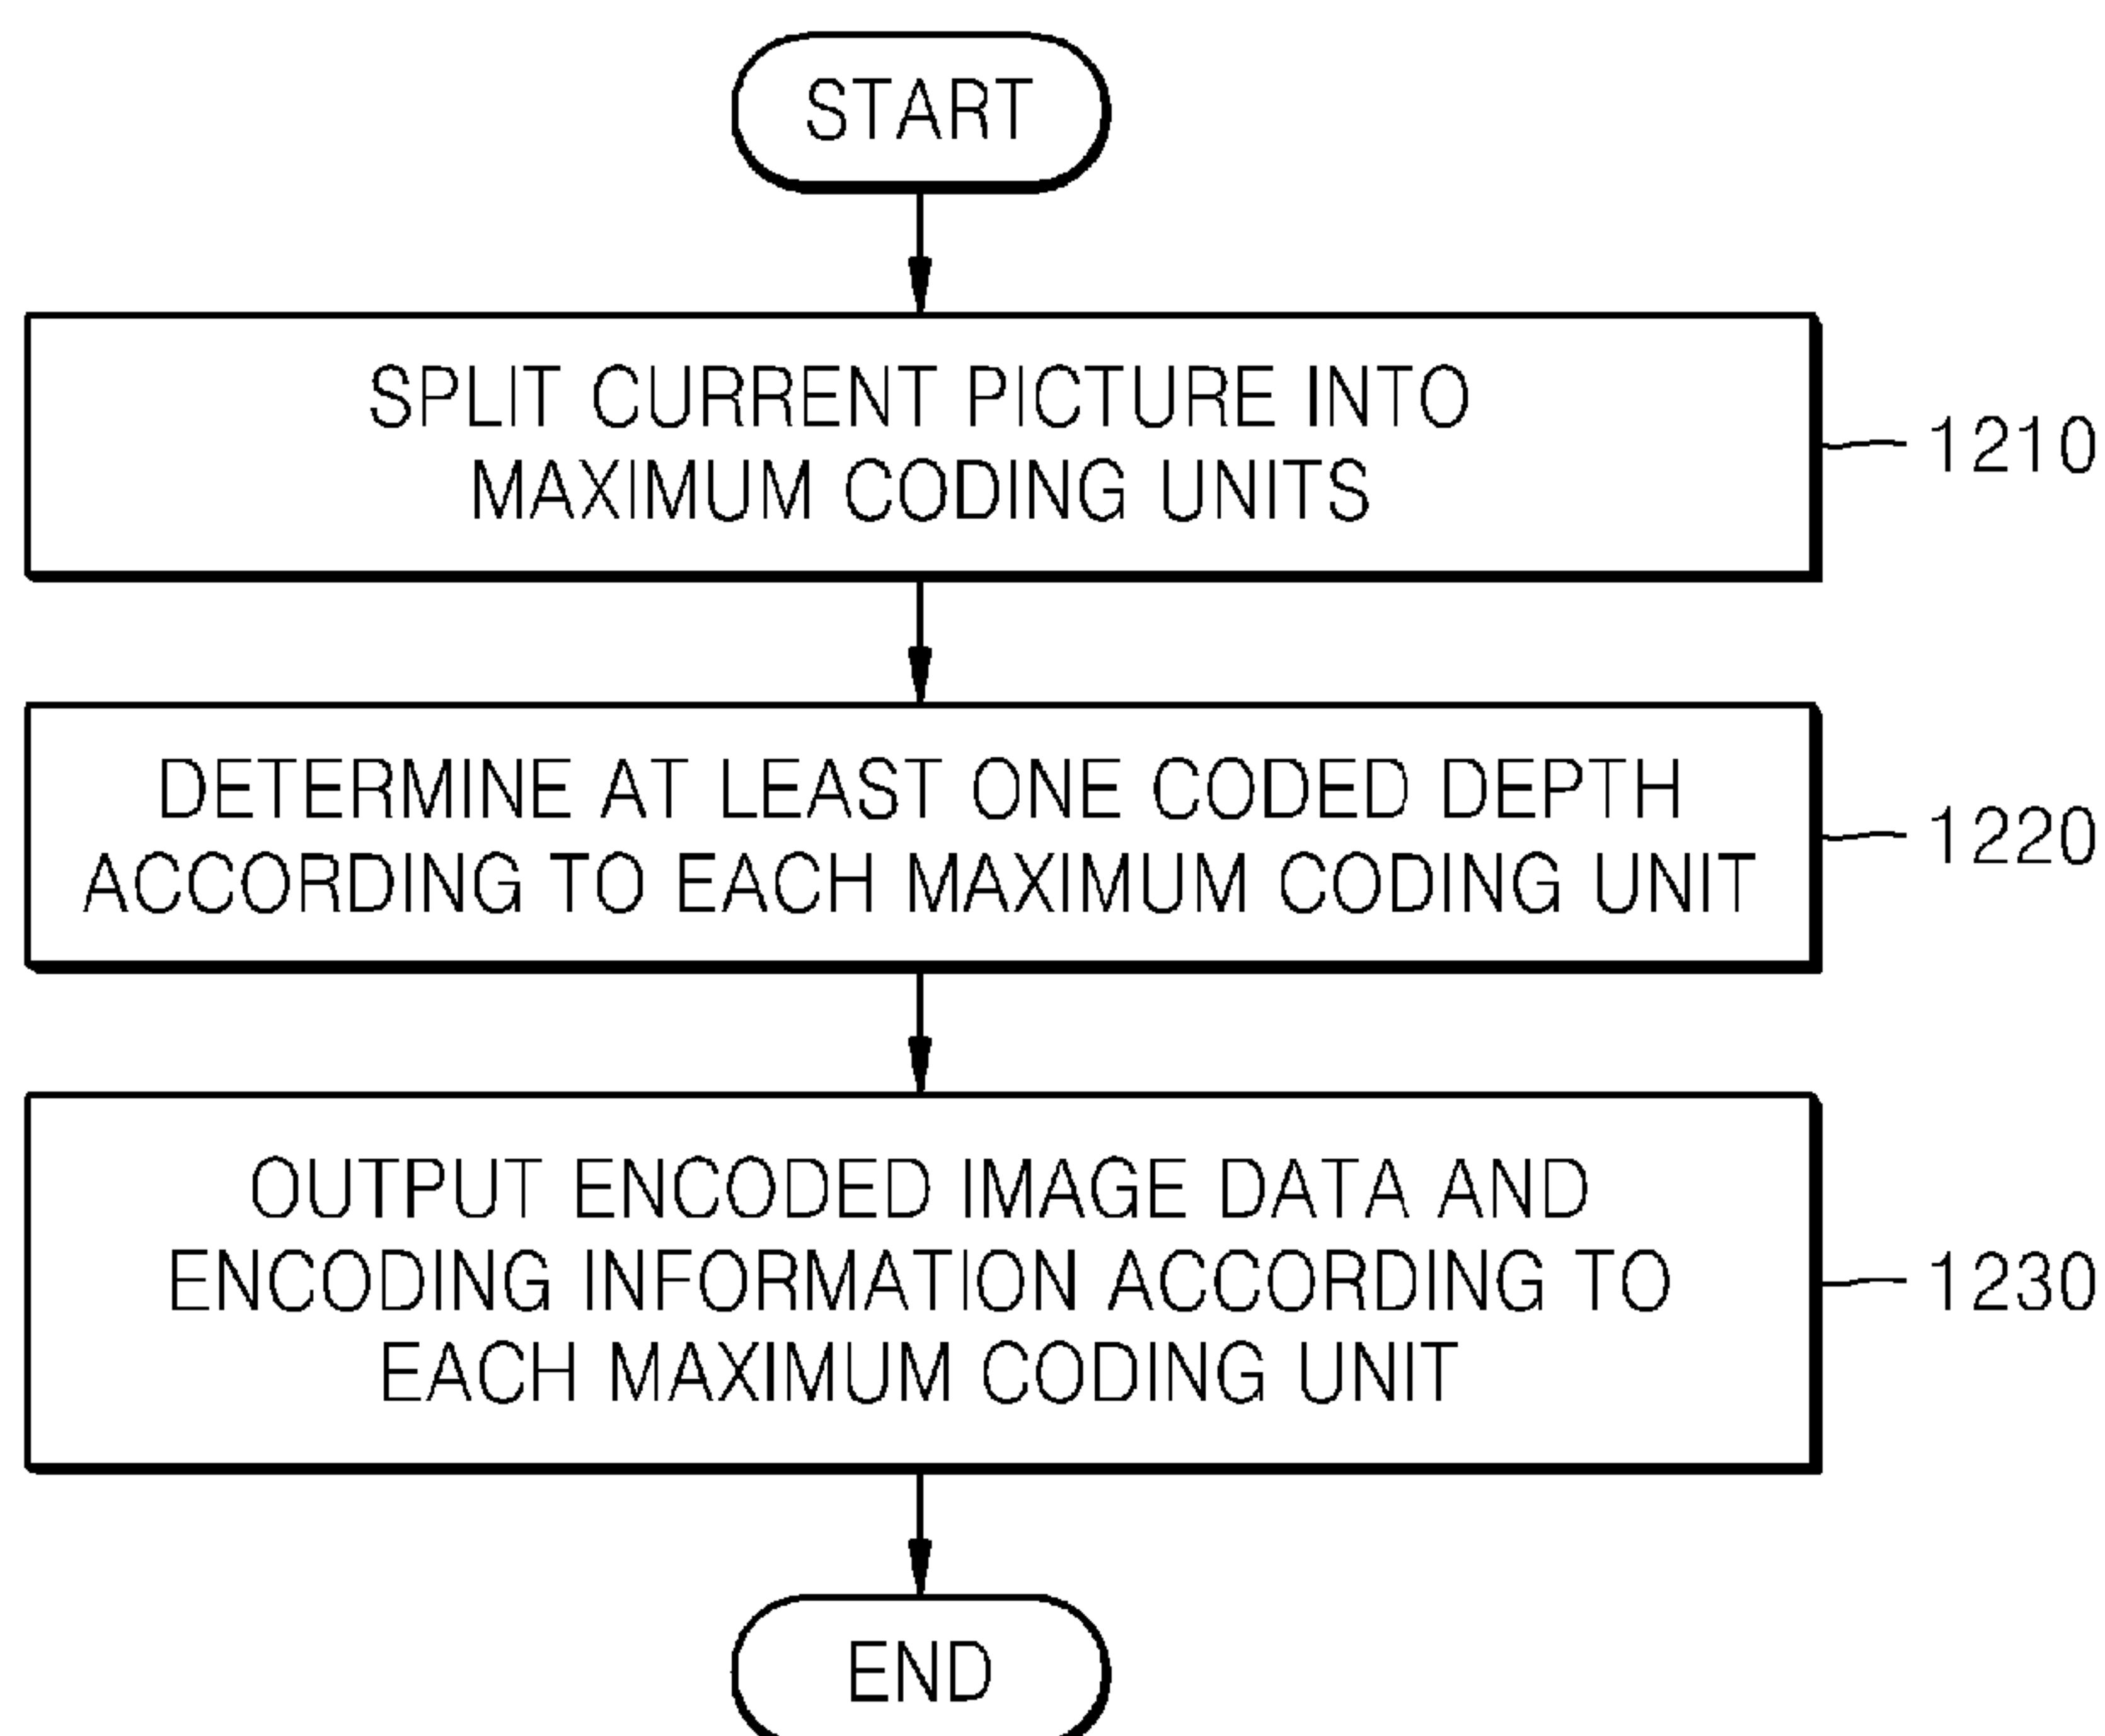 START
SPLIT CURRENT PICTURE INTO
MAXIMUM CODING UNITS
1210
DETERMINE AT LEAST ONE CODED DEPTH
ACCORDING TO EACH MAXIMUM CODING UNIT
1220
OUTPUT ENCODED IMAGE DATA AND
ENCODING INFORMATION ACCORDING TO
EACH MAXIMUM CODING UNIT
1230
END